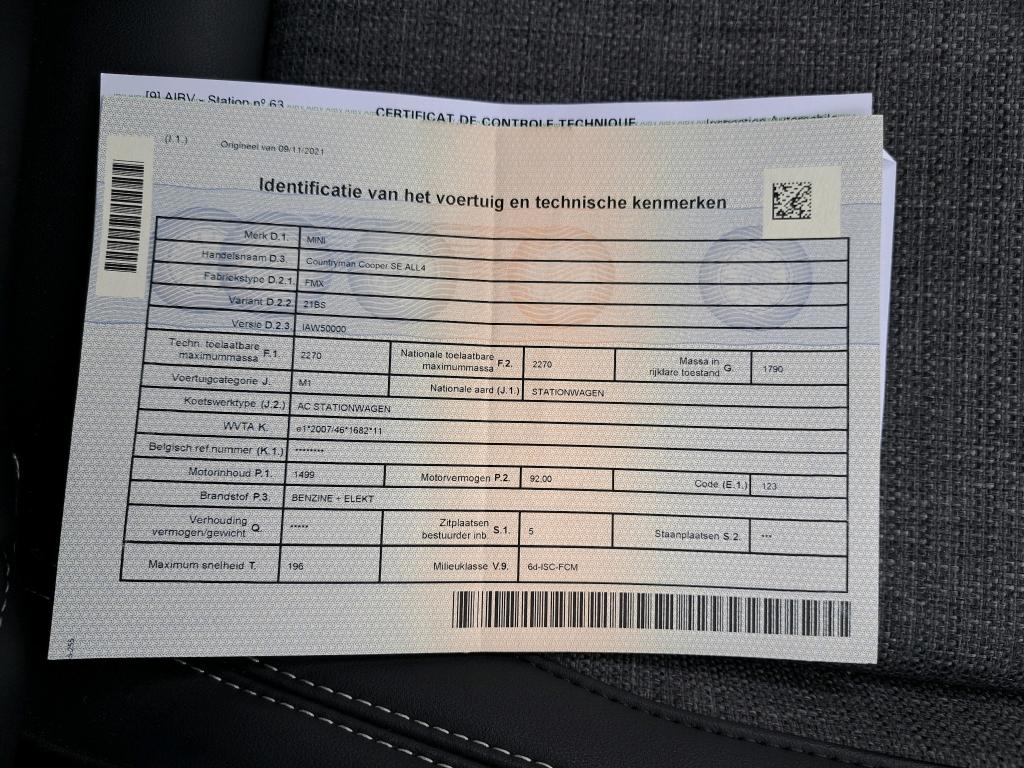 [9] AIBV - Station nº 63
CERTIFICAT DE CONTROLE TECHNIQUE
(J.1.) Origineel van 09/11/2021
Identificatie van het voertuig en technische kenmerken
Merk D.1. MINI
Handelsnaam D.3. Countryman Cooper SE ALL4
Fabriekstype D.2.1. FMX
Variant D.2.2. 21BS
Versie D.2.3. IAW50000
Techn. toelaatbare maximummassa F.1. 2270 Nationale toelaatbare maximummassa F.2. 2270 Massa in rijklare toestand G. 1790
Voertuigcategorie J. M1 Nationale aard (J.1.) STATIONWAGEN
Koetswerktype (J.2.) AC STATIONWAGEN
WVTA K. e1*2007/46*1682*11
Belgisch ref.nummer (K.1.) ********
Motorinhoud P.1. 1499 Motorvermogen P.2. 92.00 Code (E.1.) 123
Brandstof P.3. BENZINE + ELEKT
Verhouding vermogen/gewicht Q. ***** Zitplaatsen bestuurder inb. S.1. 5 Staanplaatsen S.2. ***
Maximum snelheid T. 196 Milieuklasse V.9. 6d-ISC-FCM